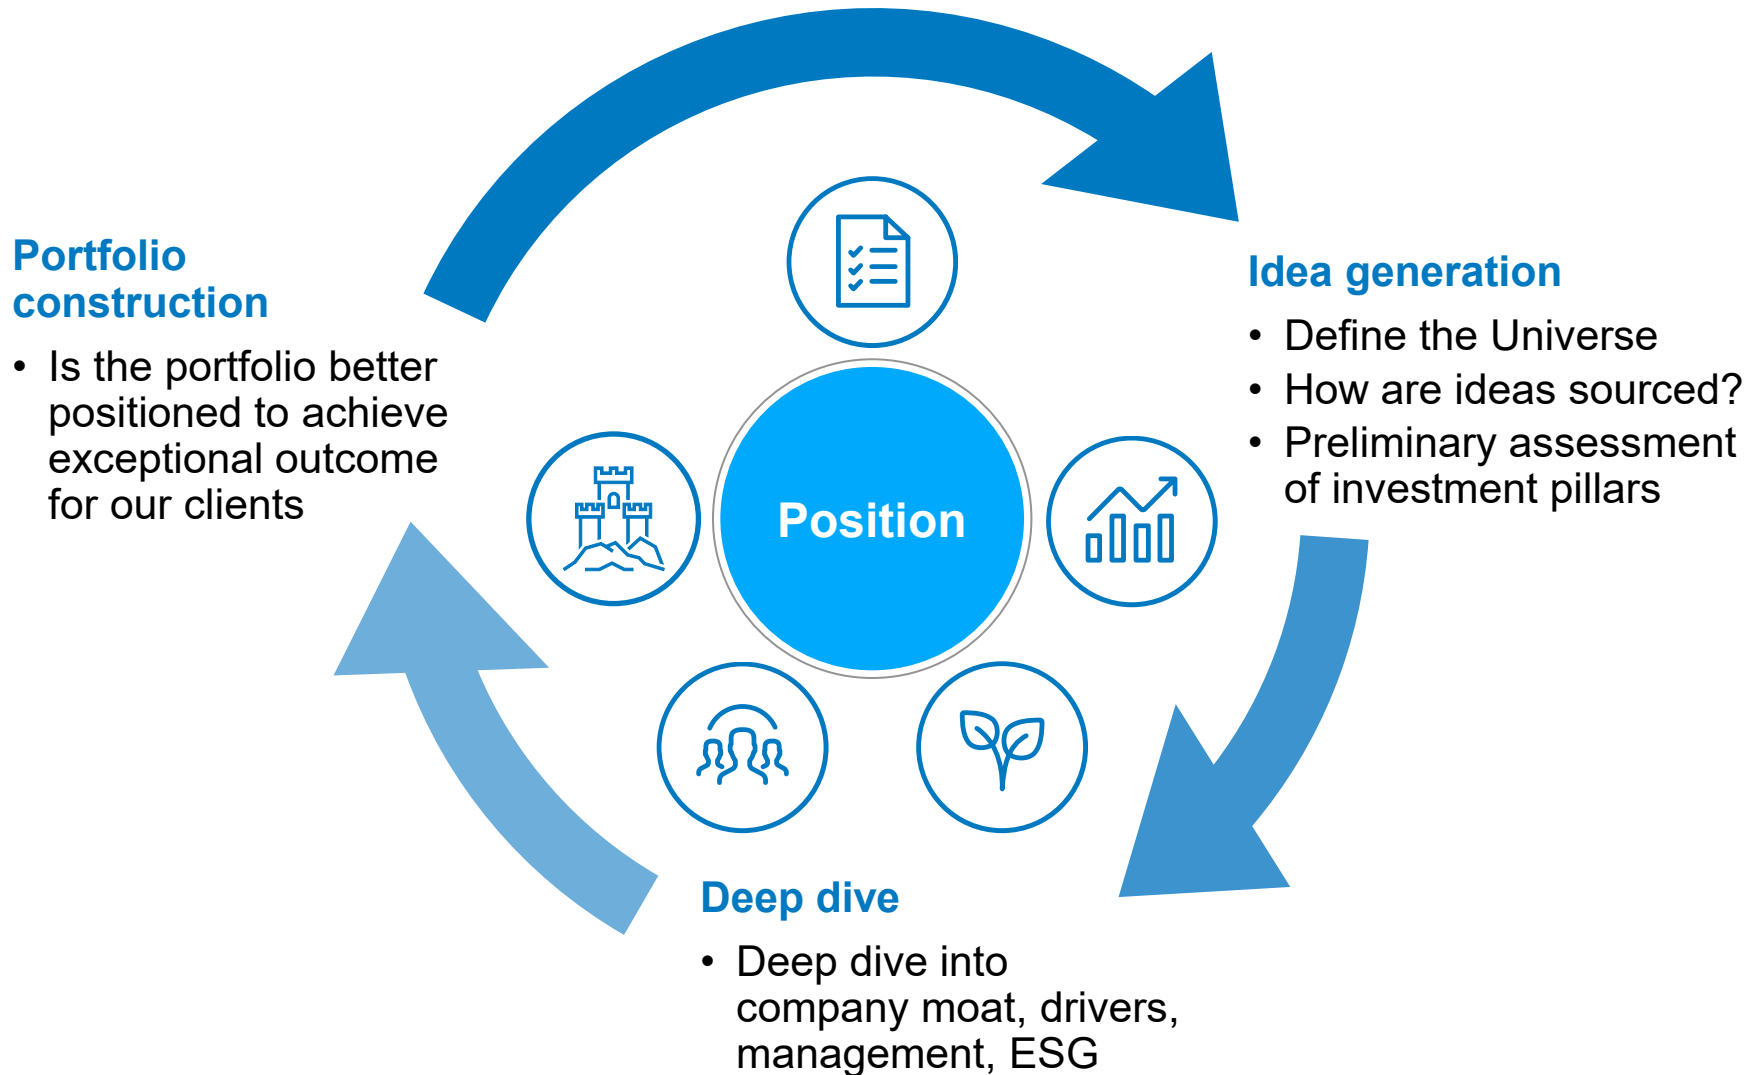 Portfolio
construction
• Is the portfolio better
positioned to achieve
exceptional outcome
for our clients
Position
Idea generation
• Define the Universe
• How are ideas sourced?
• Preliminary assessment
of investment pillars
Deep dive
• Deep dive into
company moat, drivers,
management, ESG